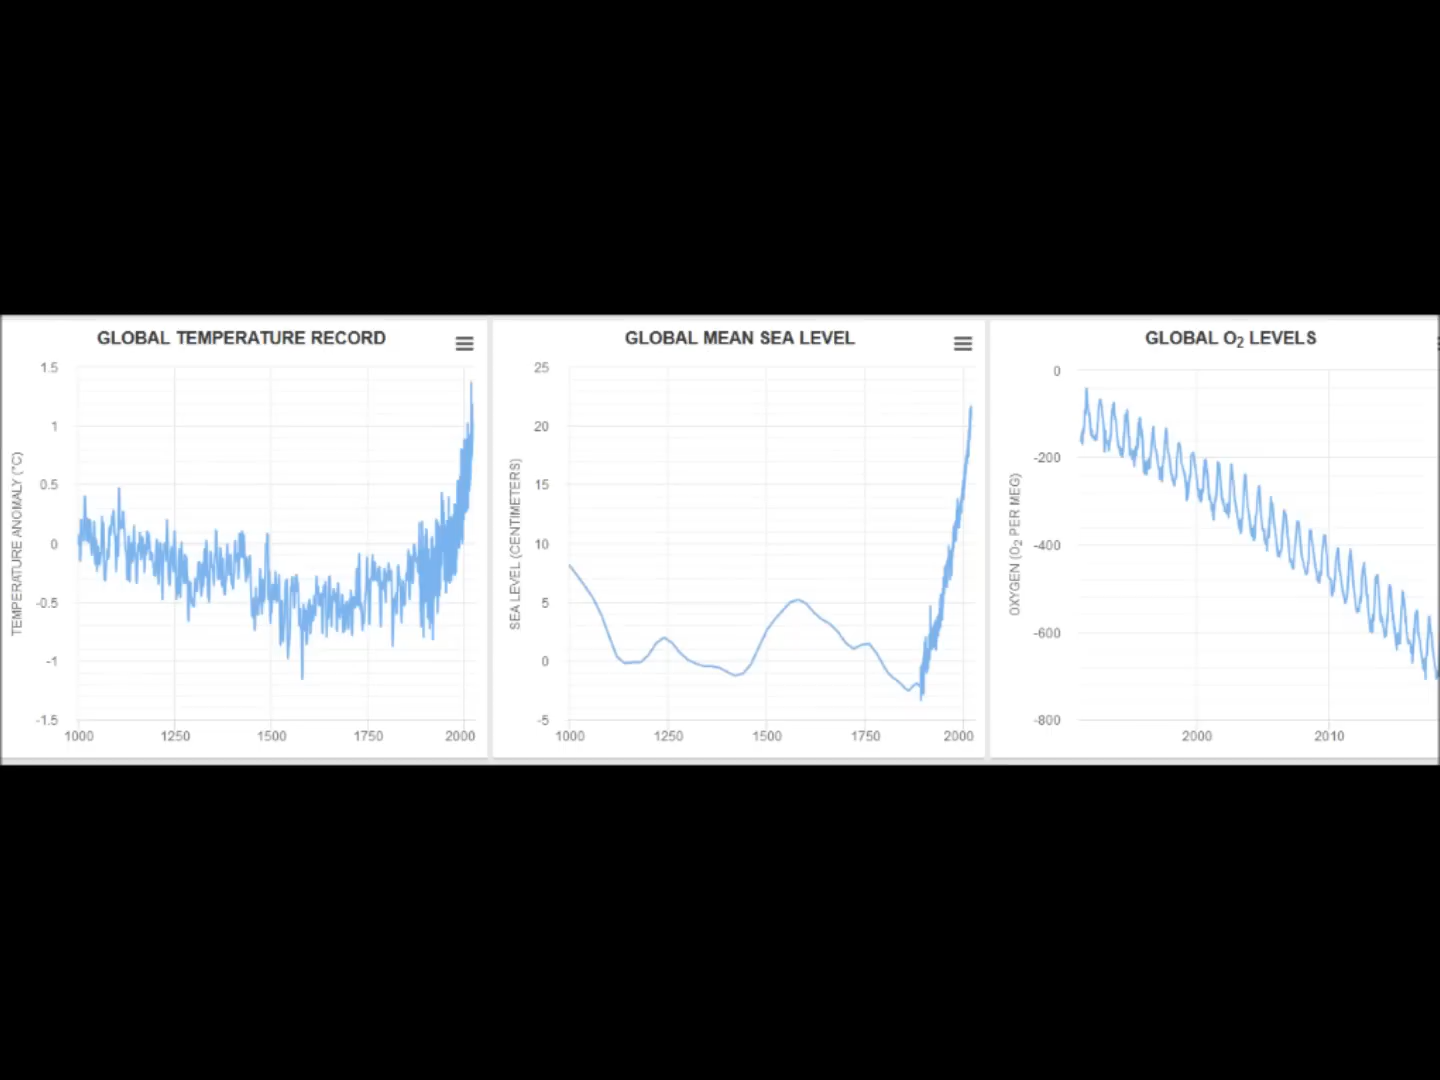 GLOBAL TEMPERATURE RECORD
TEMPERATURE ANOMALY (°C)
1.5
1
0.5
0
-0.5
-1
-1.5
1000 1250 1500 1750 2000
GLOBAL MEAN SEA LEVEL
SEA LEVEL (CENTIMETERS)
25
20
15
10
5
0
-5
1000 1250 1500 1750 2000
GLOBAL O₂ LEVELS
OXYGEN (O₂ PER MEG)
0
-200
-400
-600
-800
2000 2010